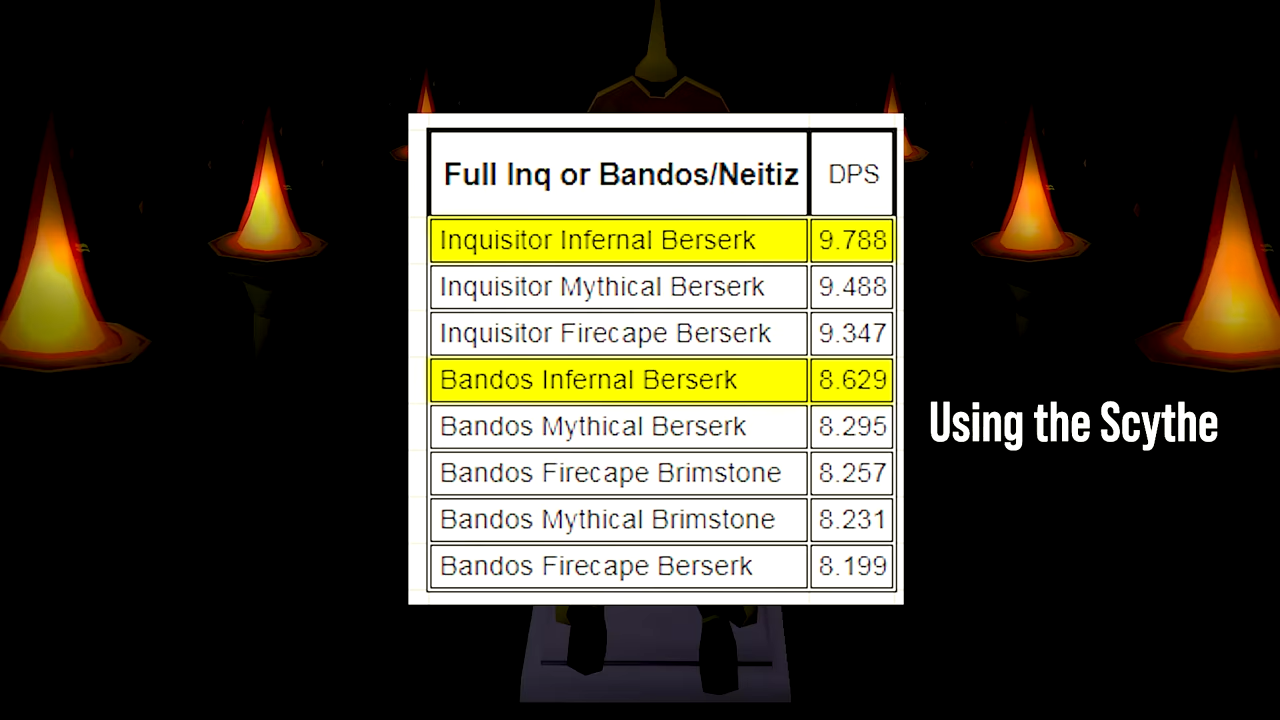 Full Inq or Bandos/Neitiz DPS
Inquisitor Infernal Berserk 9.788
Inquisitor Mythical Berserk 9.488
Inquisitor Firecape Berserk 9.347
Bandos Infernal Berserk 8.629
Bandos Mythical Berserk 8.295
Bandos Firecape Brimstone 8.257
Bandos Mythical Brimstone 8.231
Bandos Firecape Berserk 8.199
Using the Scythe